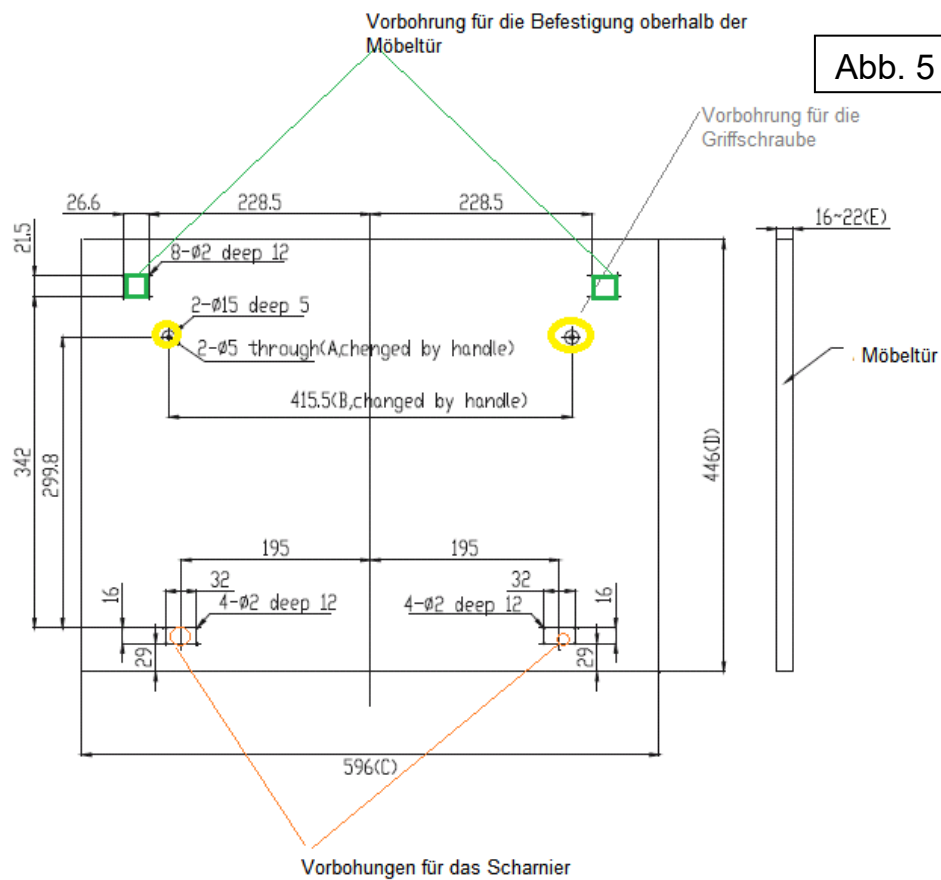 Vorbohrung für die Befestigung oberhalb der
Möbeltür
Abb. 5
Vorbohrung für die
Griffschraube
26.6
228.5
228.5
16~22(E)
21.5
8-ø2 deep 12
2-ø15 deep 5
2-ø5 through(A,chenged by handle)
. Möbeltür
415.5(B,changed by handle)
342
299.8
446(D)
195
195
32
32
16
4-ø2 deep 12
4-ø2 deep 12
16
29
29
596(C)
Vorbohungen für das Scharnier